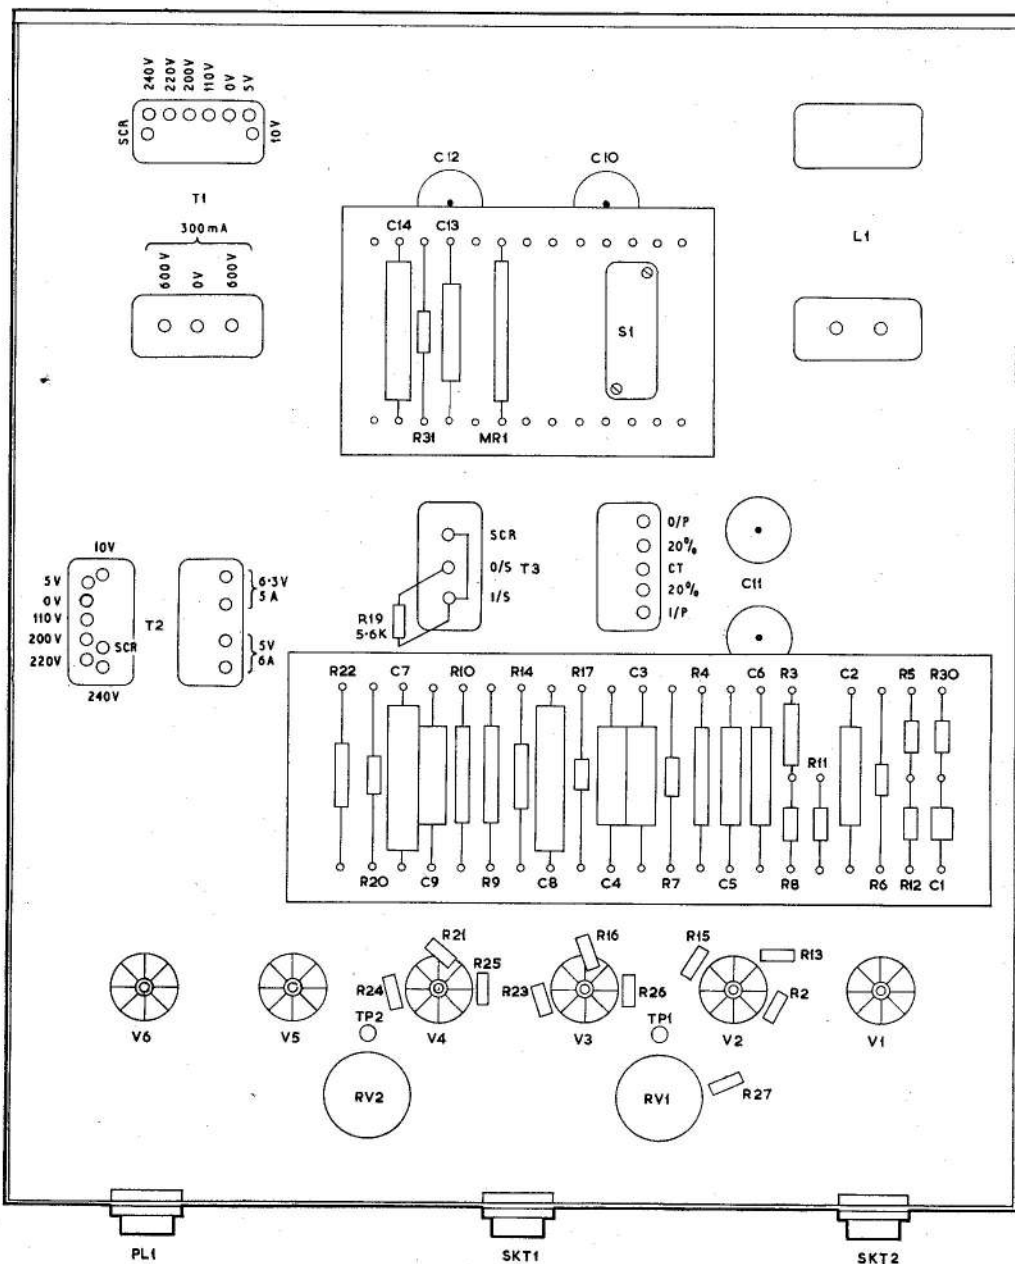 240V 220V 200V 110V 0V 5V
SCR
10V
T1
300mA
600V 0V 600V
C12 C10
C14 C13
S1
R31 MR1
L1
10V
5V
0V
110V
200V
220V
SCR
240V
T2
6·3V
5A
5V
6A
SCR
O/S T3
I/S
R19
5·6K
O/P
20%
CT
20%
I/P
C11
R22 C7 R10 R14 R17 C3 R4 C6 R3 C2 R5 R30
R11
R20 C9 R9 C8 C4 R7 C5 R8 R6 R12 C1
R21 R16 R15 R13
R25
R24 R23 R26 R2
TP2 TP1
V6 V5 V4 V3 V2 V1
RV2 RV1 R27
PL1 SKT1 SKT2